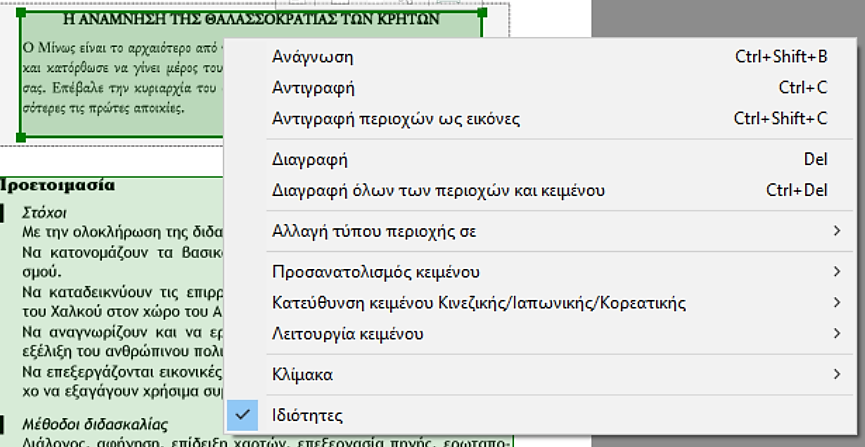 Η ΑΝΑΜΝΗΣΗ ΤΗΣ ΘΑΛΑΣΣΟΚΡΑΤΙΑΣ ΤΩΝ ΚΡΗΤΩΝ
Ο Μίνως είναι το αρχαιότερο από
και κατόρθωσε να γίνει μέρος του
σας. Επέβαλε την κυριαρχία του
σότερες τις πρώτες αποικίες.
Προετοιμασία
Στόχοι
Με την ολοκλήρωση της διδα
Να κατονομάζουν τα βασικ
σμού.
Να καταδεικνύουν τις επιρρ
του Χαλκού στον χώρο του Α
Να αναγνωρίζουν και να ερ
εξέλιξη του ανθρώπινου πολι
Να επεξεργάζονται εικονικές
χο να εξαγάγουν χρήσιμα συμ
Μέθοδοι διδασκαλίας
Διάλογος, αφήγηση, επίδειξη χαρτών, επεξεργασία πηγής, ερωταπο-
Ανάγνωση Ctrl+Shift+B
Αντιγραφή Ctrl+C
Αντιγραφή περιοχών ως εικόνες Ctrl+Shift+C
Διαγραφή Del
Διαγραφή όλων των περιοχών και κειμένου Ctrl+Del
Αλλαγή τύπου περιοχής σε
Προσανατολισμός κειμένου
Κατεύθυνση κειμένου Κινεζικής/Ιαπωνικής/Κορεατικής
Λειτουργία κειμένου
Κλίμακα
Ιδιότητες